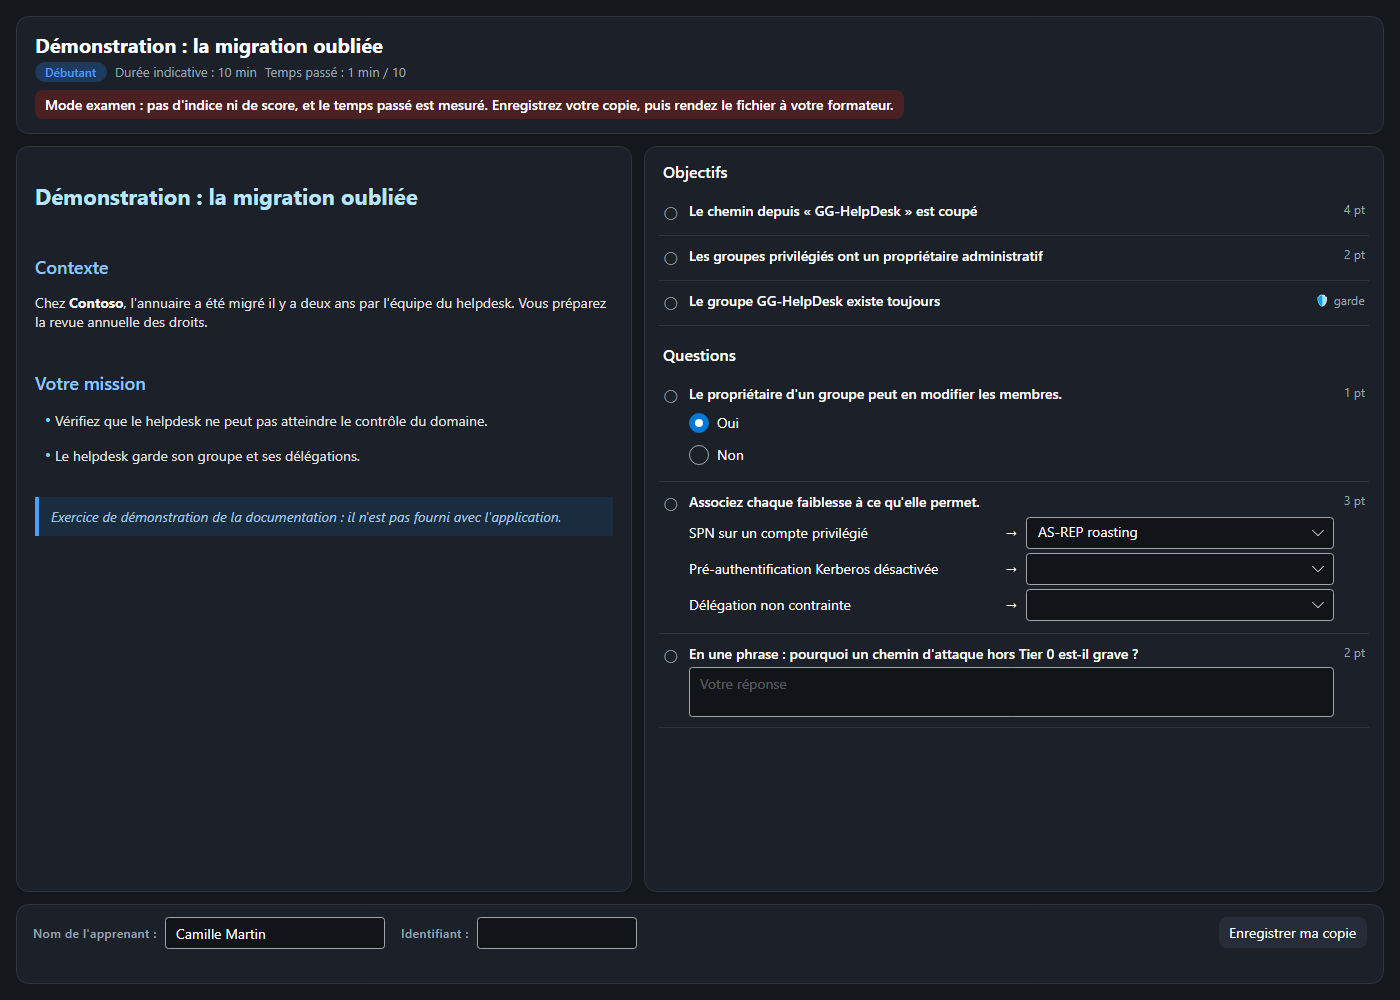 Démonstration : la migration oubliée
Débutant Durée indicative : 10 min Temps passé : 1 min / 10
Mode examen : pas d'indice ni de score, et le temps passé est mesuré. Enregistrez votre copie, puis rendez le fichier à votre formateur.
Démonstration : la migration oubliée
Contexte
Chez Contoso, l'annuaire a été migré il y a deux ans par l'équipe du helpdesk. Vous préparez
la revue annuelle des droits.
Votre mission
• Vérifiez que le helpdesk ne peut pas atteindre le contrôle du domaine.
• Le helpdesk garde son groupe et ses délégations.
Exercice de démonstration de la documentation : il n'est pas fourni avec l'application.
Objectifs
Le chemin depuis « GG-HelpDesk » est coupé 4 pt
Les groupes privilégiés ont un propriétaire administratif 2 pt
Le groupe GG-HelpDesk existe toujours garde
Questions
Le propriétaire d'un groupe peut en modifier les membres. 1 pt
Oui
Non
Associez chaque faiblesse à ce qu'elle permet. 3 pt
SPN sur un compte privilégié → AS-REP roasting
Pré-authentification Kerberos désactivée →
Délégation non contrainte →
En une phrase : pourquoi un chemin d'attaque hors Tier 0 est-il grave ? 2 pt
Votre réponse
Nom de l'apprenant : Camille Martin Identifiant : Enregistrer ma copie